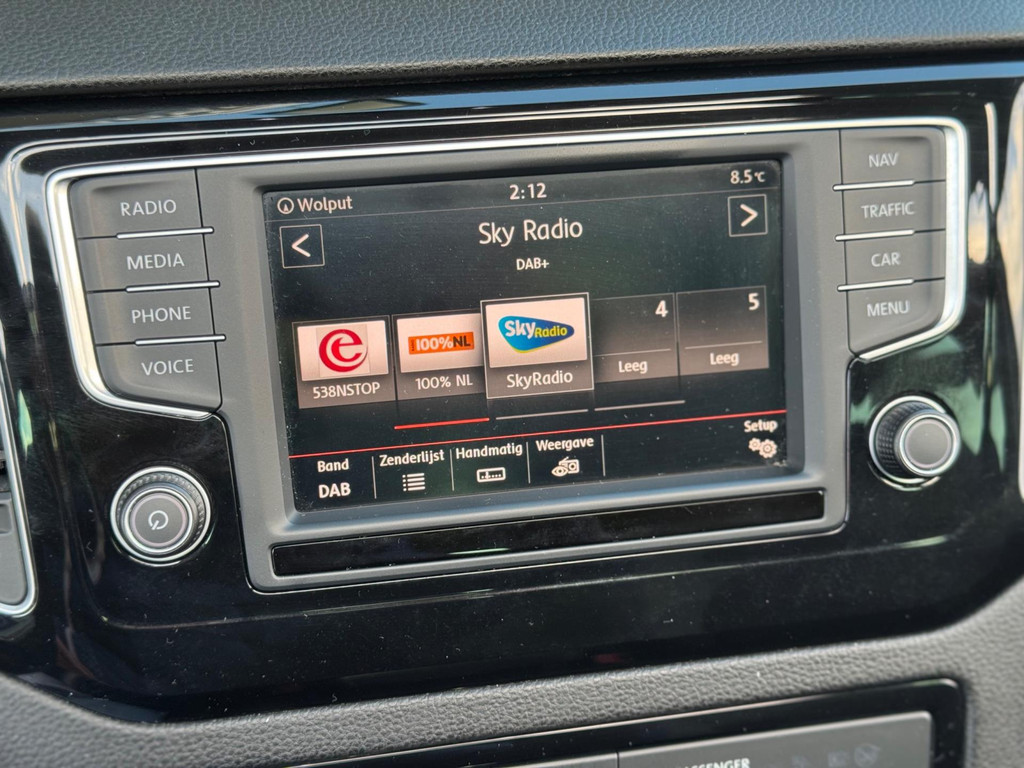 Wolput
2:12
8.5°C
<
Sky Radio
>
DAB+
e
538NSTOP
100%NL
100% NL
SkyRadio
SkyRadio
4
Leeg
5
Leeg
Band
DAB
Zenderlijst
Handmatig
Weergave
Setup
RADIO
MEDIA
PHONE
VOICE
NAV
TRAFFIC
CAR
MENU